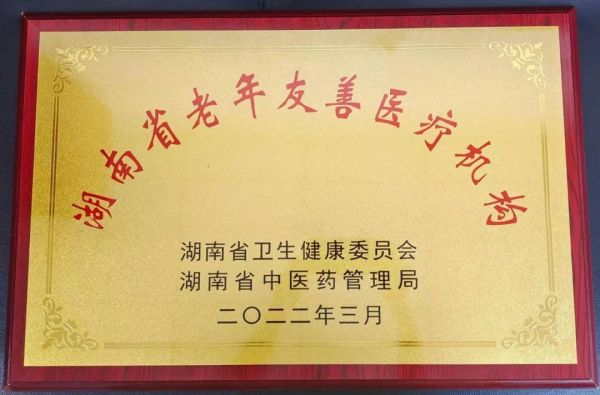 湖南省老年友善医疗机构
湖南省卫生健康委员会
湖南省中医药管理局
二〇二二年三月